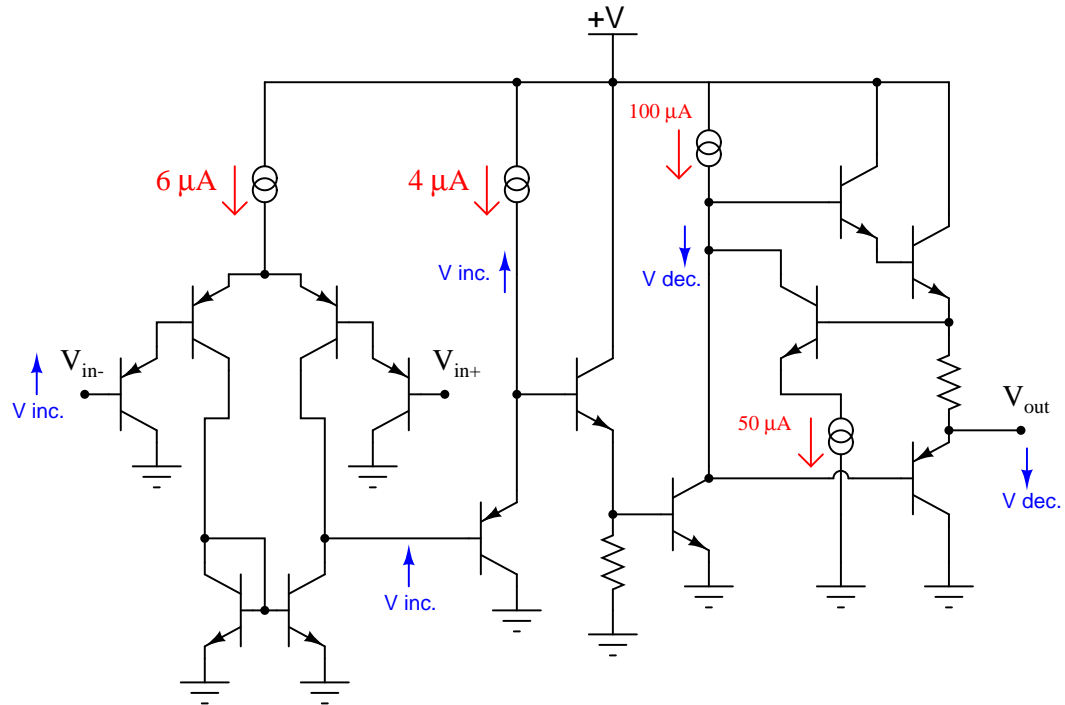 +V
100 µA
6 µA
4 µA
V inc.
V dec.
V inc.
Vin-
Vin+
Vout
50 µA
V dec.
V inc.